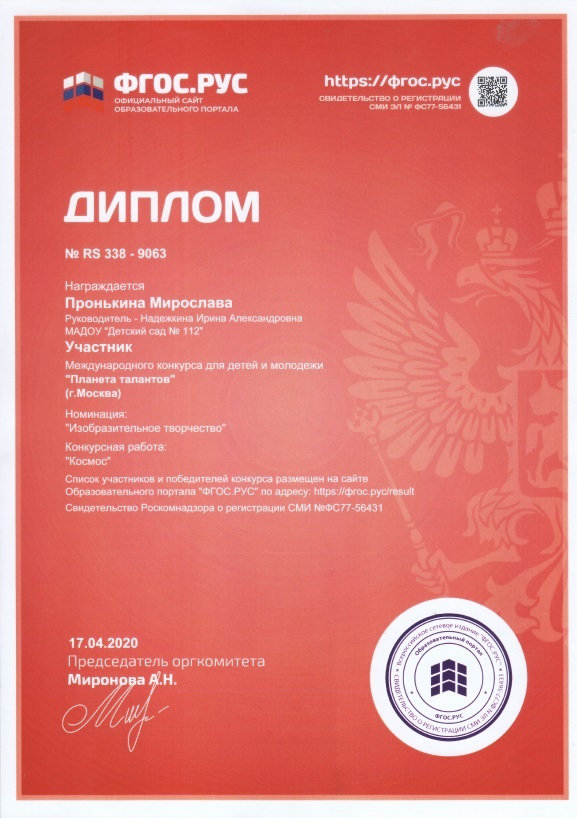 ФГОС.РУС
ОФИЦИАЛЬНЫЙ САЙТ
ОБРАЗОВАТЕЛЬНОГО ПОРТАЛА
https://фгос.рус
СВИДЕТЕЛЬСТВО О РЕГИСТРАЦИИ
СМИ ЭЛ № ФС77-56431
ДИПЛОМ
№ RS 338 - 9063
Награждается
Пронькина Мирослава
Руководитель - Надежкина Ирина Александровна
МАДОУ "Детский сад № 112"
Участник
Международного конкурса для детей и молодежи
"Планета талантов"
(г.Москва)
Номинация:
"Изобразительное творчество"
Конкурсная работа:
"Космос"
Список участников и победителей конкурса размещен на сайте
Образовательного портала "ФГОС.РУС" по адресу: https://фгос.рус/result
Свидетельство Роскомнадзора о регистрации СМИ №ФС77-56431
17.04.2020
Председатель оргкомитета
Миронова А.Н.
Всероссийское сетевое издание "ФГОС.РУС"
СВИДЕТЕЛЬСТВО О РЕГИСТРАЦИИ СМИ ЭЛ № ФС77-56431
Образовательный портал
ФГОС.РУС